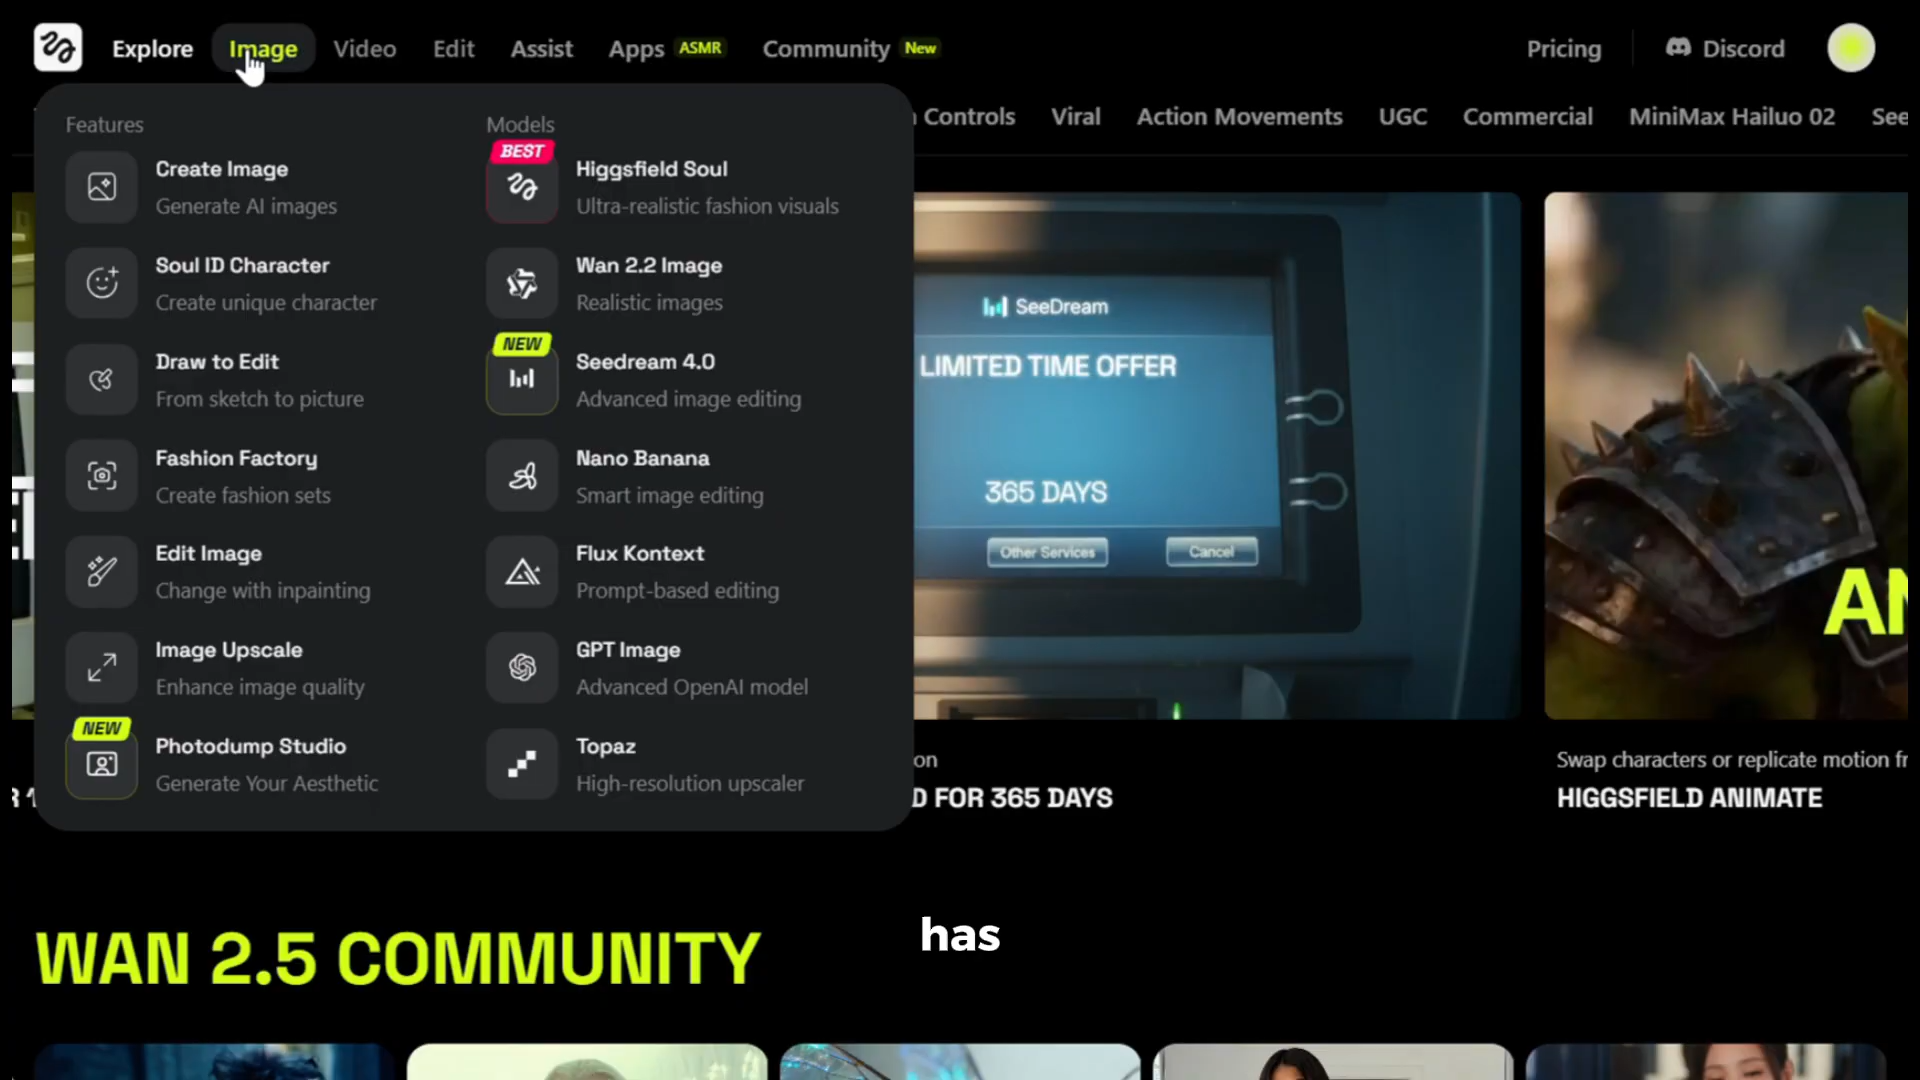 Explore Image Video Edit Assist Apps ASMR Community New Pricing Discord
Controls Viral Action Movements UGC Commercial MiniMax Hailuo 02 See
Features
Create Image
Generate AI images
Soul ID Character
Create unique character
Draw to Edit
From sketch to picture
Fashion Factory
Create fashion sets
Edit Image
Change with inpainting
Image Upscale
Enhance image quality
NEW
Photodump Studio
Generate Your Aesthetic
Models
BEST
Higgsfield Soul
Ultra-realistic fashion visuals
Wan 2.2 Image
Realistic images
NEW
Seedream 4.0
Advanced image editing
Nano Banana
Smart image editing
Flux Kontext
Prompt-based editing
GPT Image
Advanced OpenAI model
Topaz
High-resolution upscaler
SeeDream
LIMITED TIME OFFER
365 DAYS
Other Services Cancel
AN
on
D FOR 365 DAYS
Swap characters or replicate motion fr
HIGGSFIELD ANIMATE
has
WAN 2.5 COMMUNITY